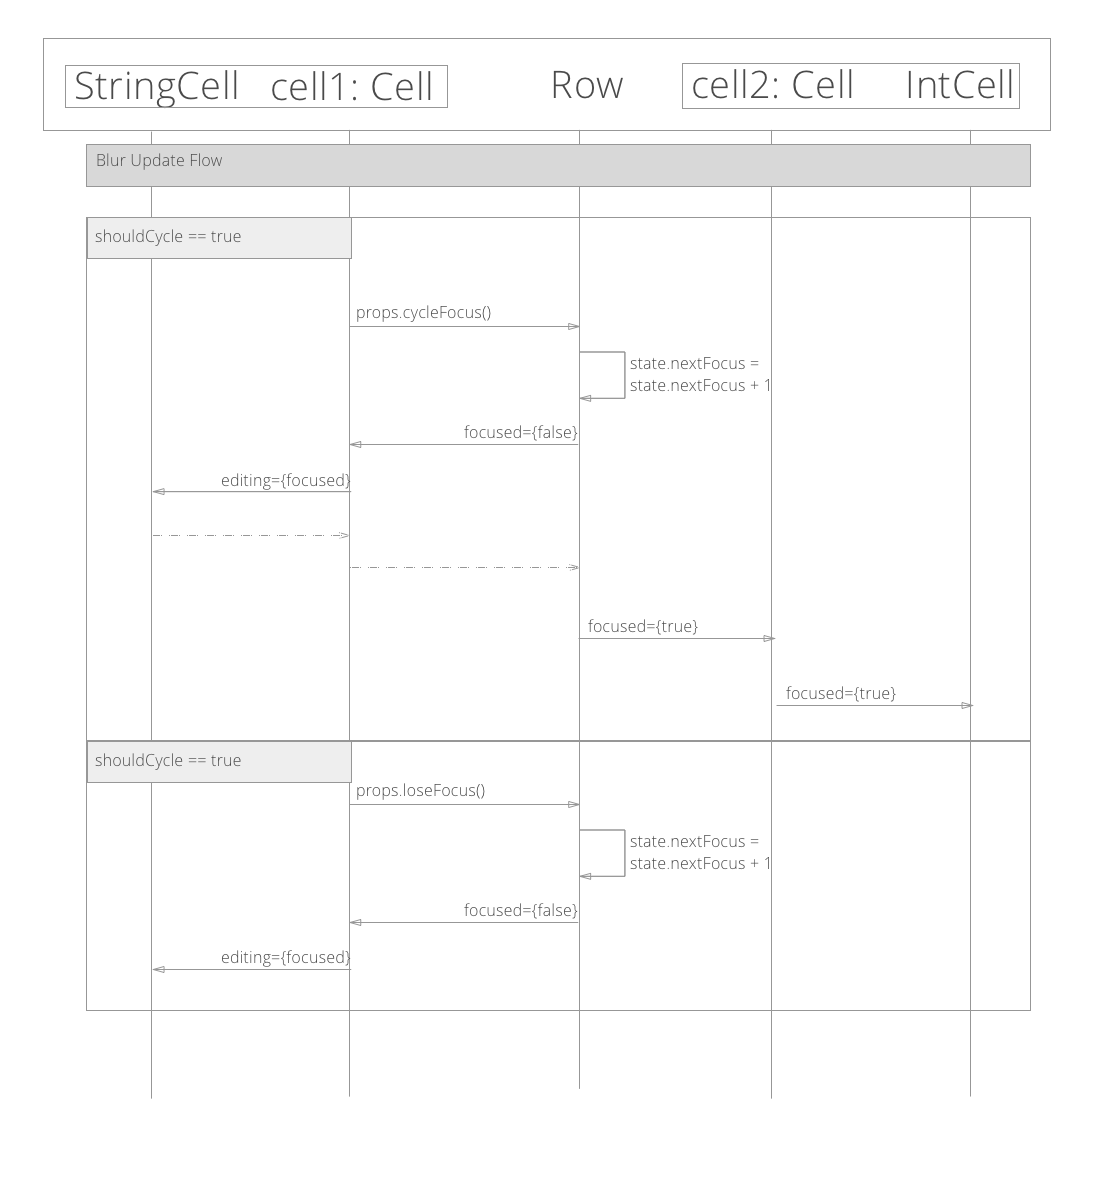 StringCell cell1: Cell Row cell2: Cell IntCell
Blur Update Flow
shouldCycle == true
props.cycleFocus()
state.nextFocus =
state.nextFocus + 1
focused={false}
editing={focused}
focused={true}
focused={true}
shouldCycle == true
props.loseFocus()
state.nextFocus =
state.nextFocus + 1
focused={false}
editing={focused}